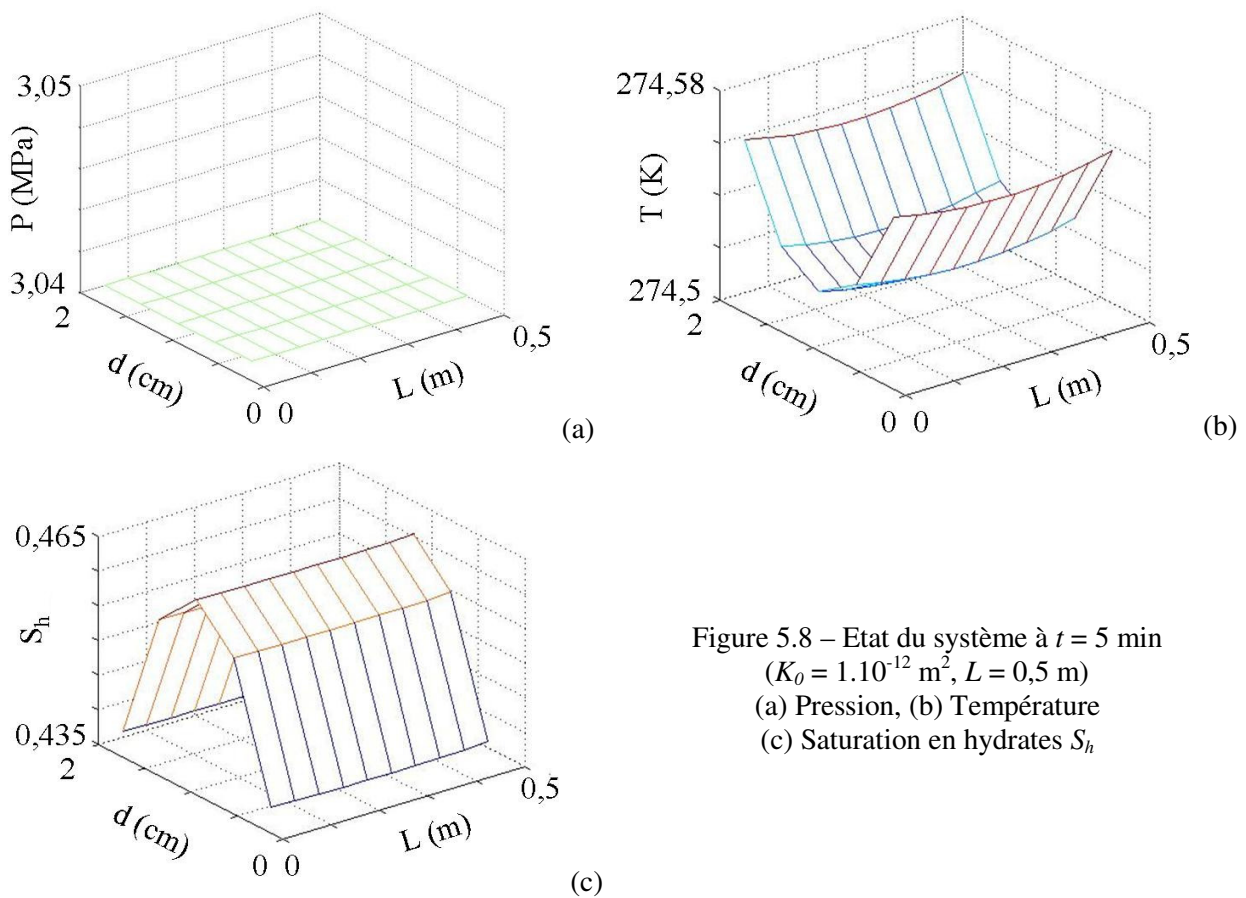 3,05
P (MPa)
3,04
2
d (cm)
0 0
L (m)
0,5
(a)
274,58
T (K)
274,5
2
d (cm)
0 0
L (m)
0,5
(b)
0,465
S_h
0,435
2
d (cm)
0 0
L (m)
0,5
(c)
Figure 5.8 – Etat du système à t = 5 min
(K₀ = 1.10⁻¹² m², L = 0,5 m)
(a) Pression, (b) Température
(c) Saturation en hydrates Sₕ